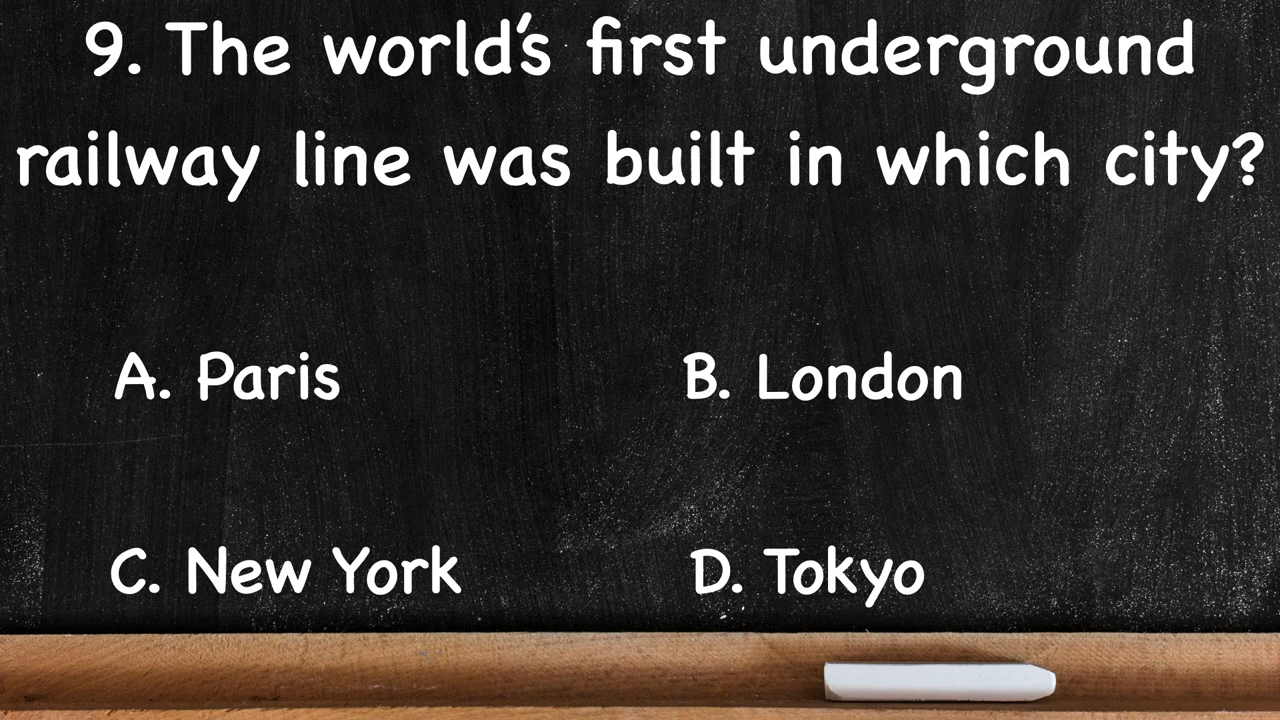 9. The world's first underground
railway line was built in which city?
A. Paris
B. London
C. New York
D. Tokyo